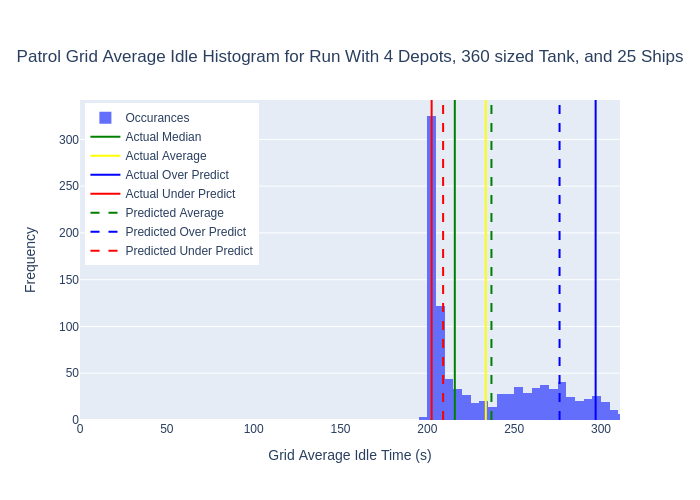 Patrol Grid Average Idle Histogram for Run With 4 Depots, 360 sized Tank, and 25 Ships
Occurances
Actual Median
Actual Average
Actual Over Predict
Actual Under Predict
Predicted Average
Predicted Over Predict
Predicted Under Predict
Frequency
300
250
200
150
100
50
0
0 50 100 150 200 250 300
Grid Average Idle Time (s)